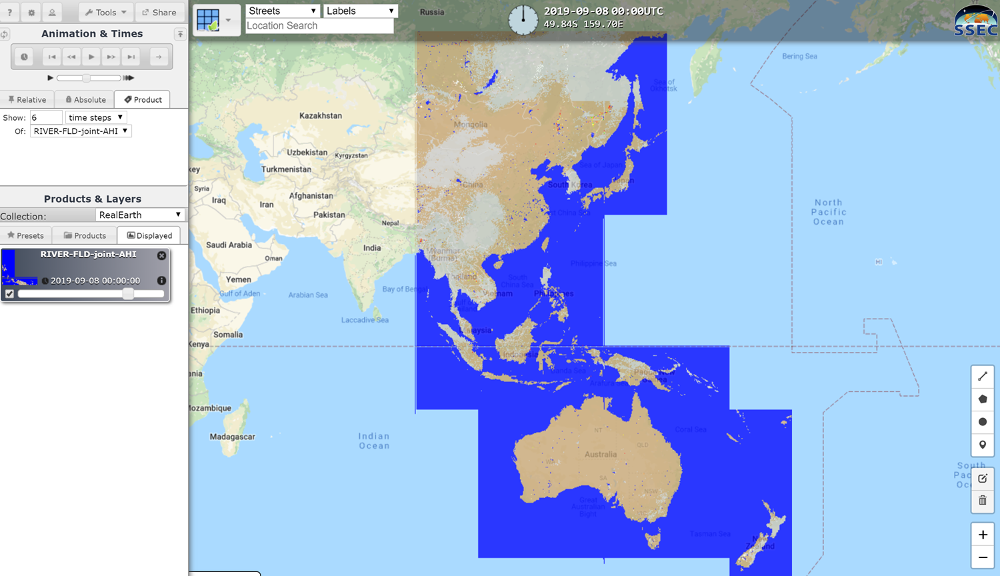 ?
Tools
Share
Animation & Times
Relative
Absolute
Product
Show:
6
time steps
Of:
RIVER-FLD-joint-AHI
Products & Layers
Collection:
RealEarth
Presets
Products
Displayed
RIVER-FLD-joint-AHI
2019-09-08 00:00:00
Streets
Labels
Location Search
2019-09-08 00:00UTC
49.84S 159.70E
SSEC
Russia
Bering Sea
Sea of
Okhotsk
Kazakhstan
Mongolia
Uzbekistan
Kyrgyzstan
Turkmenistan
key
Syria
Iraq
Iran
Afghanistan
Pakistan
Nepal
China
South Korea
Sea of Japan
Japan
st China Sea
North
Pacific
Ocean
Saudi Arabia
Oman
India
Myanmar
(Burma)
Thailand
Vietnam
South
China Sea
Philippine Sea
Philippines
HI
Yemen
Gulf of Aden
Arabian Sea
Bay of Bengal
Laccadive Sea
Gulf of
Thailand
Malaysia
Ethiopia
Somalia
Kenya
ania
Indonesia
Banda Sea
Arafura Sea
Papua New
Guinea
Mozambique
Madagascar
Indian
Ocean
Coral Sea
NT
QLD
WA
Australia
SA
NSW
Great
Australian
Bight
Tasman Sea
New
Zealand
South
Pac
Oc
+
−